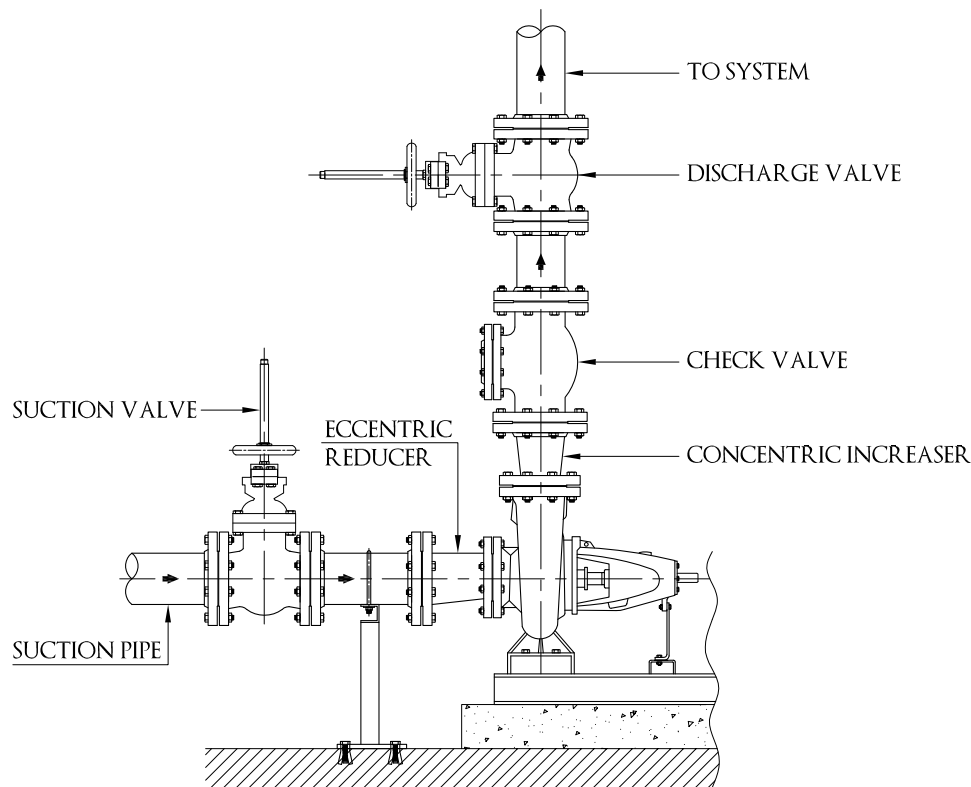 TO SYSTEM
DISCHARGE VALVE
CHECK VALVE
SUCTION VALVE
ECCENTRIC
REDUCER
CONCENTRIC INCREASER
SUCTION PIPE